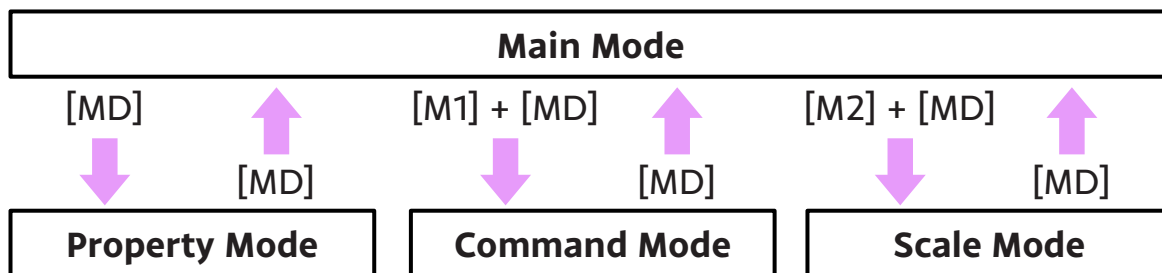 Main Mode
[MD] [M1] + [MD] [M2] + [MD]
[MD] [MD] [MD]
Property Mode Command Mode Scale Mode